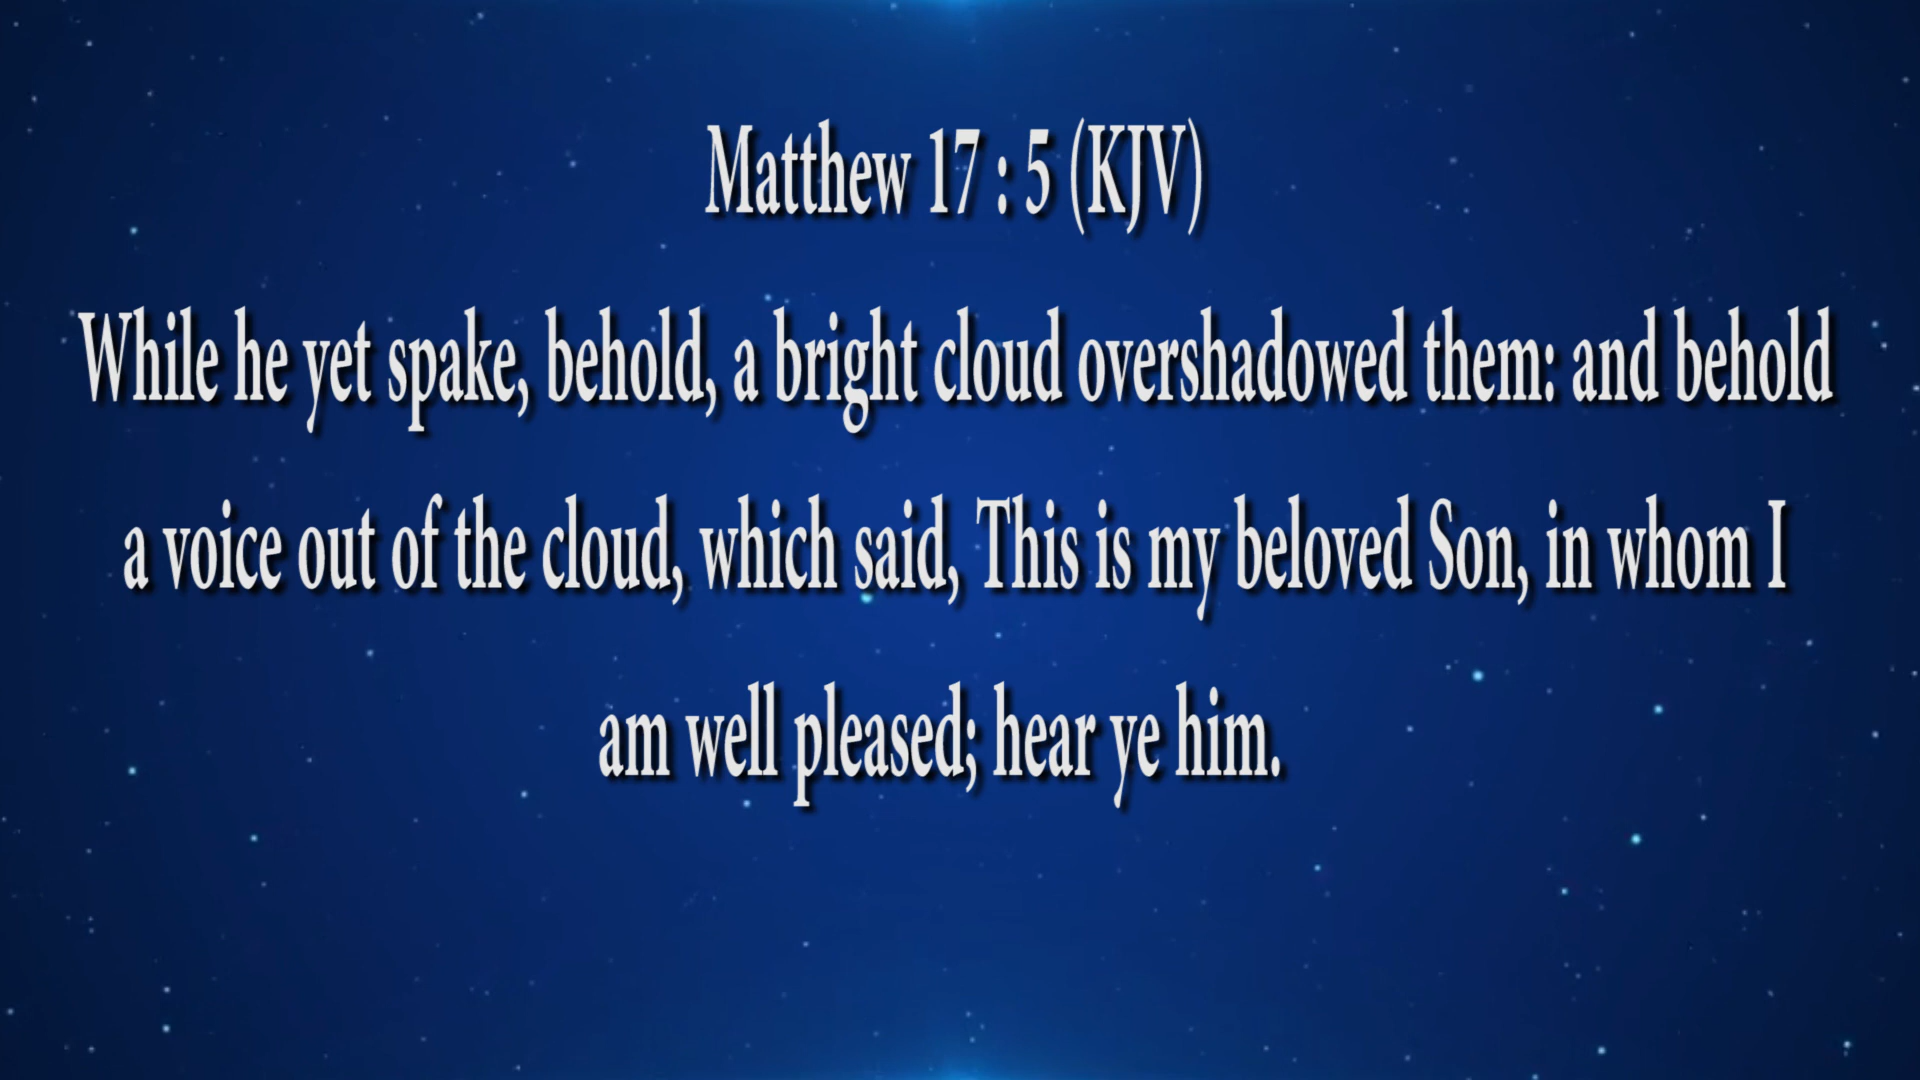 Matthew 17 : 5 (KJV)
While he yet spake, behold, a bright cloud overshadowed them: and behold
a voice out of the cloud, which said, This is my beloved Son, in whom I
am well pleased; hear ye him.